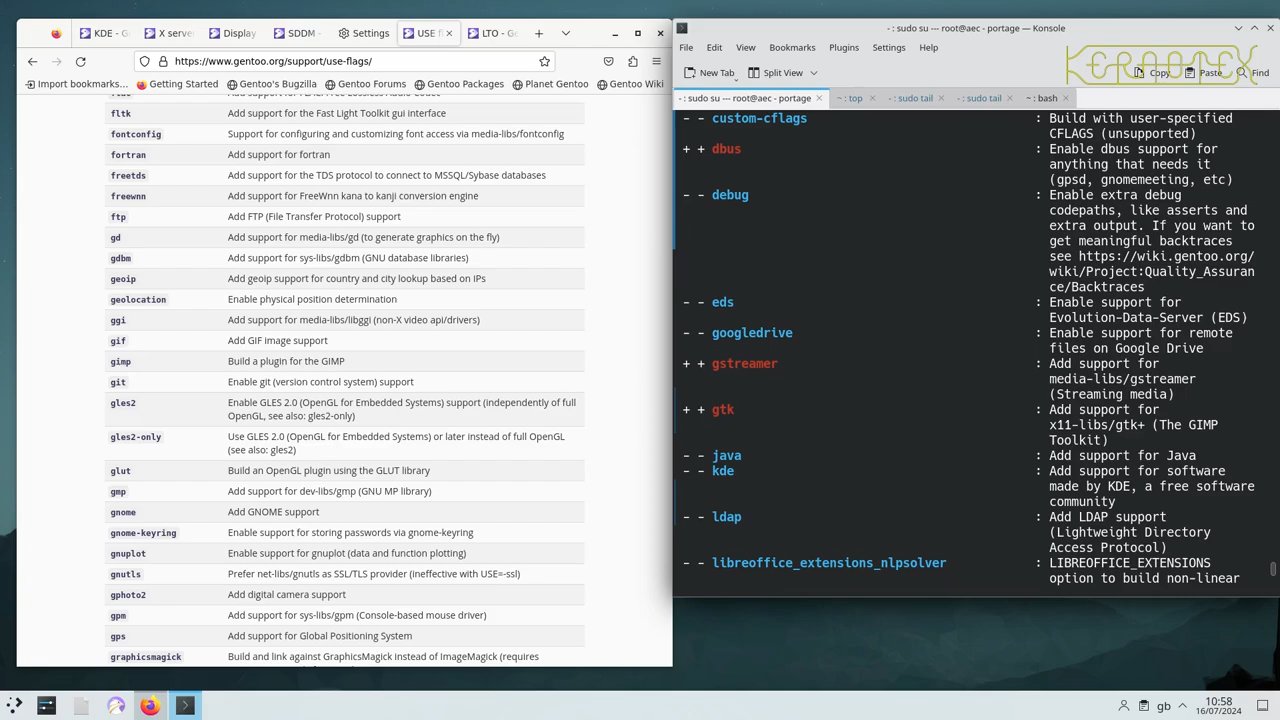 KDE - G
X serve
Display
SDDM -
Settings
USE f
LTO - Ge
https://www.gentoo.org/support/use-flags/
Import bookmarks...
Getting Started
Gentoo's Bugzilla
Gentoo Forums
Gentoo Packages
Gentoo Wiki
fltk Add support for the Fast Light Toolkit gui interface
fontconfig Support for configuring and customizing font access via media-libs/fontconfig
fortran Add support for fortran
freetds Add support for the TDS protocol to connect to MSSQL/Sybase databases
freewnn Add support for FreeWnn kana to kanji conversion engine
ftp Add FTP (File Transfer Protocol) support
gd Add support for media-libs/gd (to generate graphics on the fly)
gdbm Add support for sys-libs/gdbm (GNU database libraries)
geoip Add geoip support for country and city lookup based on IPs
geolocation Enable physical position determination
ggi Add support for media-libs/libggi (non-X video api/drivers)
gif Add GIF image support
gimp Build a plugin for the GIMP
git Enable git (version control system) support
gles2 Enable GLES 2.0 (OpenGL for Embedded Systems) support (independently of full
OpenGL, see also: gles2-only)
gles2-only Use GLES 2.0 (OpenGL for Embedded Systems) or later instead of full OpenGL
(see also: gles2)
glut Build an OpenGL plugin using the GLUT library
gmp Add support for dev-libs/gmp (GNU MP library)
gnome Add GNOME support
gnome-keyring Enable support for storing passwords via gnome-keyring
gnuplot Enable support for gnuplot (data and function plotting)
gnutls Prefer net-libs/gnutls as SSL/TLS provider (ineffective with USE=-ssl)
gphoto2 Add digital camera support
gpm Add support for sys-libs/gpm (Console-based mouse driver)
gps Add support for Global Positioning System
graphicsmagick Build and link against GraphicsMagick instead of ImageMagick (requires
- : sudo su --- root@aec - portage — Konsole
File Edit View Bookmarks Plugins Settings Help
New Tab Split View Copy Paste Find
KERNOTEX
- : sudo su --- root@aec - portage
~ : top
- : sudo tail
- : sudo tail
~ : bash
- - custom-cflags : Build with user-specified
CFLAGS (unsupported)
+ + dbus : Enable dbus support for
anything that needs it
(gpsd, gnomemeeting, etc)
- - debug : Enable extra debug
codepaths, like asserts and
extra output. If you want to
get meaningful backtraces
see https://wiki.gentoo.org/
wiki/Project:Quality_Assuran
ce/Backtraces
- - eds : Enable support for
Evolution-Data-Server (EDS)
- - googledrive : Enable support for remote
files on Google Drive
+ + gstreamer : Add support for
media-libs/gstreamer
(Streaming media)
+ + gtk : Add support for
x11-libs/gtk+ (The GIMP
Toolkit)
- - java : Add support for Java
- - kde : Add support for software
made by KDE, a free software
community
- - ldap : Add LDAP support
(Lightweight Directory
Access Protocol)
- - libreoffice_extensions_nlpsolver : LIBREOFFICE_EXTENSIONS
option to build non-linear
gb
10:58
16/07/2024